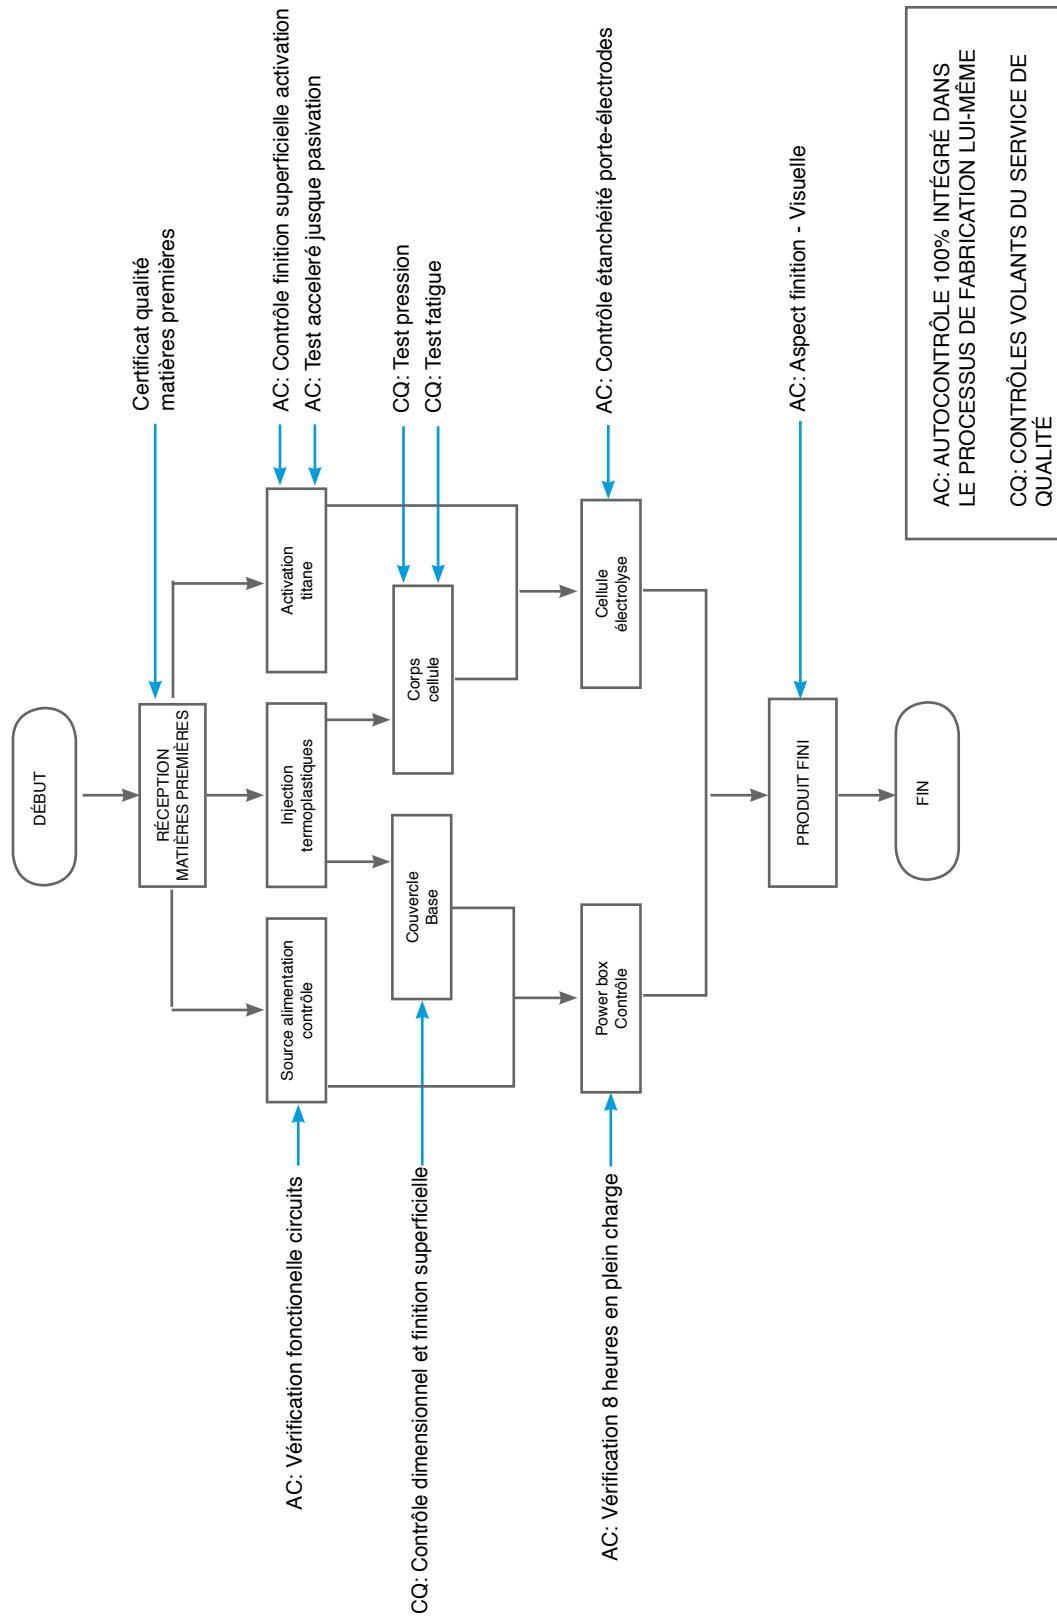 DÉBUT
Certificat qualité
matières premières
RÉCEPTION
MATIÈRES PREMIÈRES
AC: Vérification fonctionelle circuits
Source alimentation
contrôle
Injection
termoplastiques
Activation
titane
AC: Contrôle finition superficielle activation
AC: Test acceleré jusque pasivation
CQ: Contrôle dimensionnel et finition superficielle
Couvercle
Base
Corps
cellule
CQ: Test pression
CQ: Test fatigue
AC: Vérification 8 heures en plein charge
Power box
Contrôle
Cellule
électrolyse
AC: Contrôle étanchéité porte-électrodes
PRODUIT FINI
AC: Aspect finition - Visuelle
FIN
AC: AUTOCONTRÔLE 100% INTÉGRÉ DANS
LE PROCESSUS DE FABRICATION LUI-MÊME
CQ: CONTRÔLES VOLANTS DU SERVICE DE
QUALITÉ